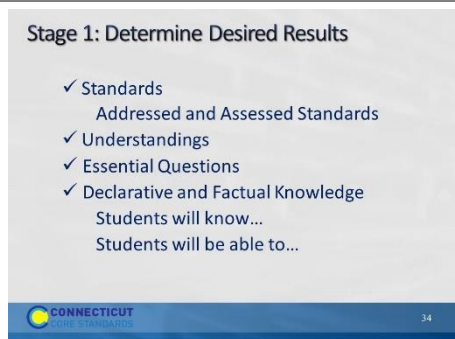 Stage 1: Determine Desired Results
✓ Standards
Addressed and Assessed Standards
✓ Understandings
✓ Essential Questions
✓ Declarative and Factual Knowledge
Students will know…
Students will be able to…
CONNECTICUT
CORE STANDARDS
34